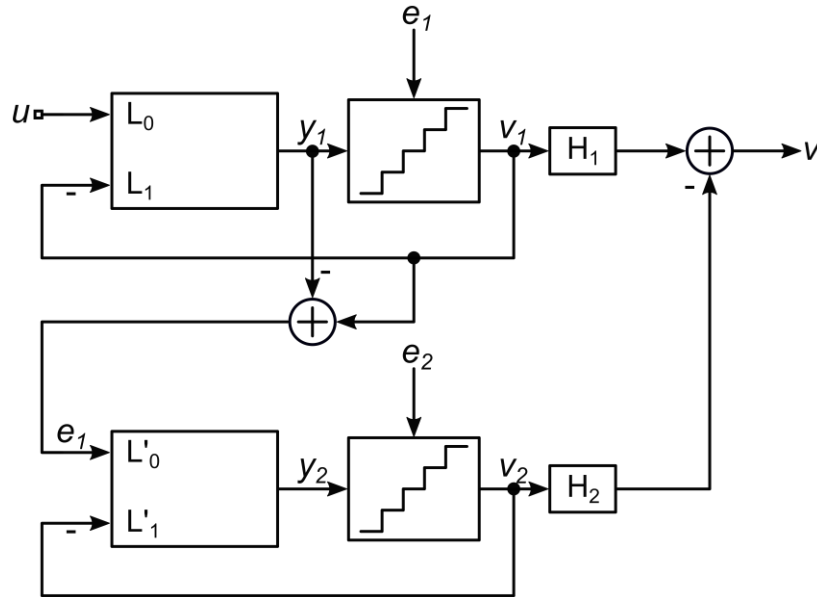 e₁
u
L₀
y₁
v₁
H₁
v
-
L₁
-
-
e₂
e₁
L'₀
y₂
v₂
H₂
-
L'₁